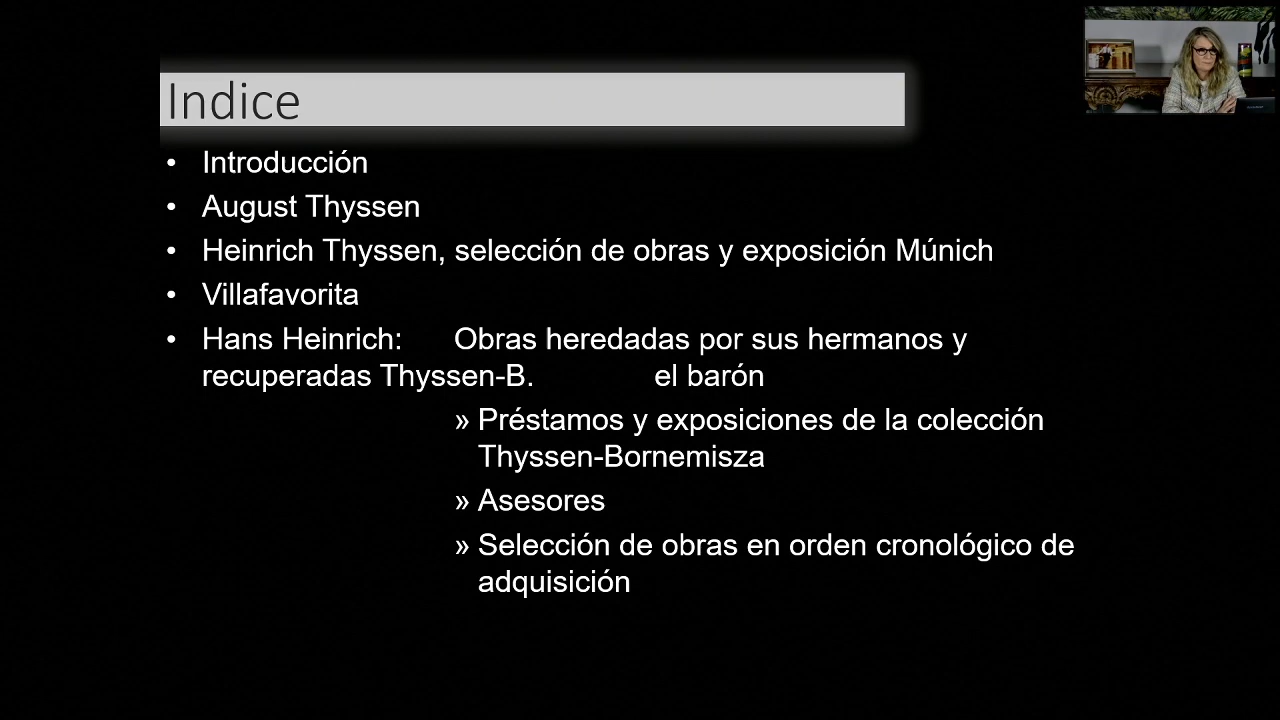 Indice
• Introducción
• August Thyssen
• Heinrich Thyssen, selección de obras y exposición Múnich
• Villafavorita
• Hans Heinrich: Obras heredadas por sus hermanos y
recuperadas Thyssen-B. el barón
» Préstamos y exposiciones de la colección
Thyssen-Bornemisza
» Asesores
» Selección de obras en orden cronológico de
adquisición